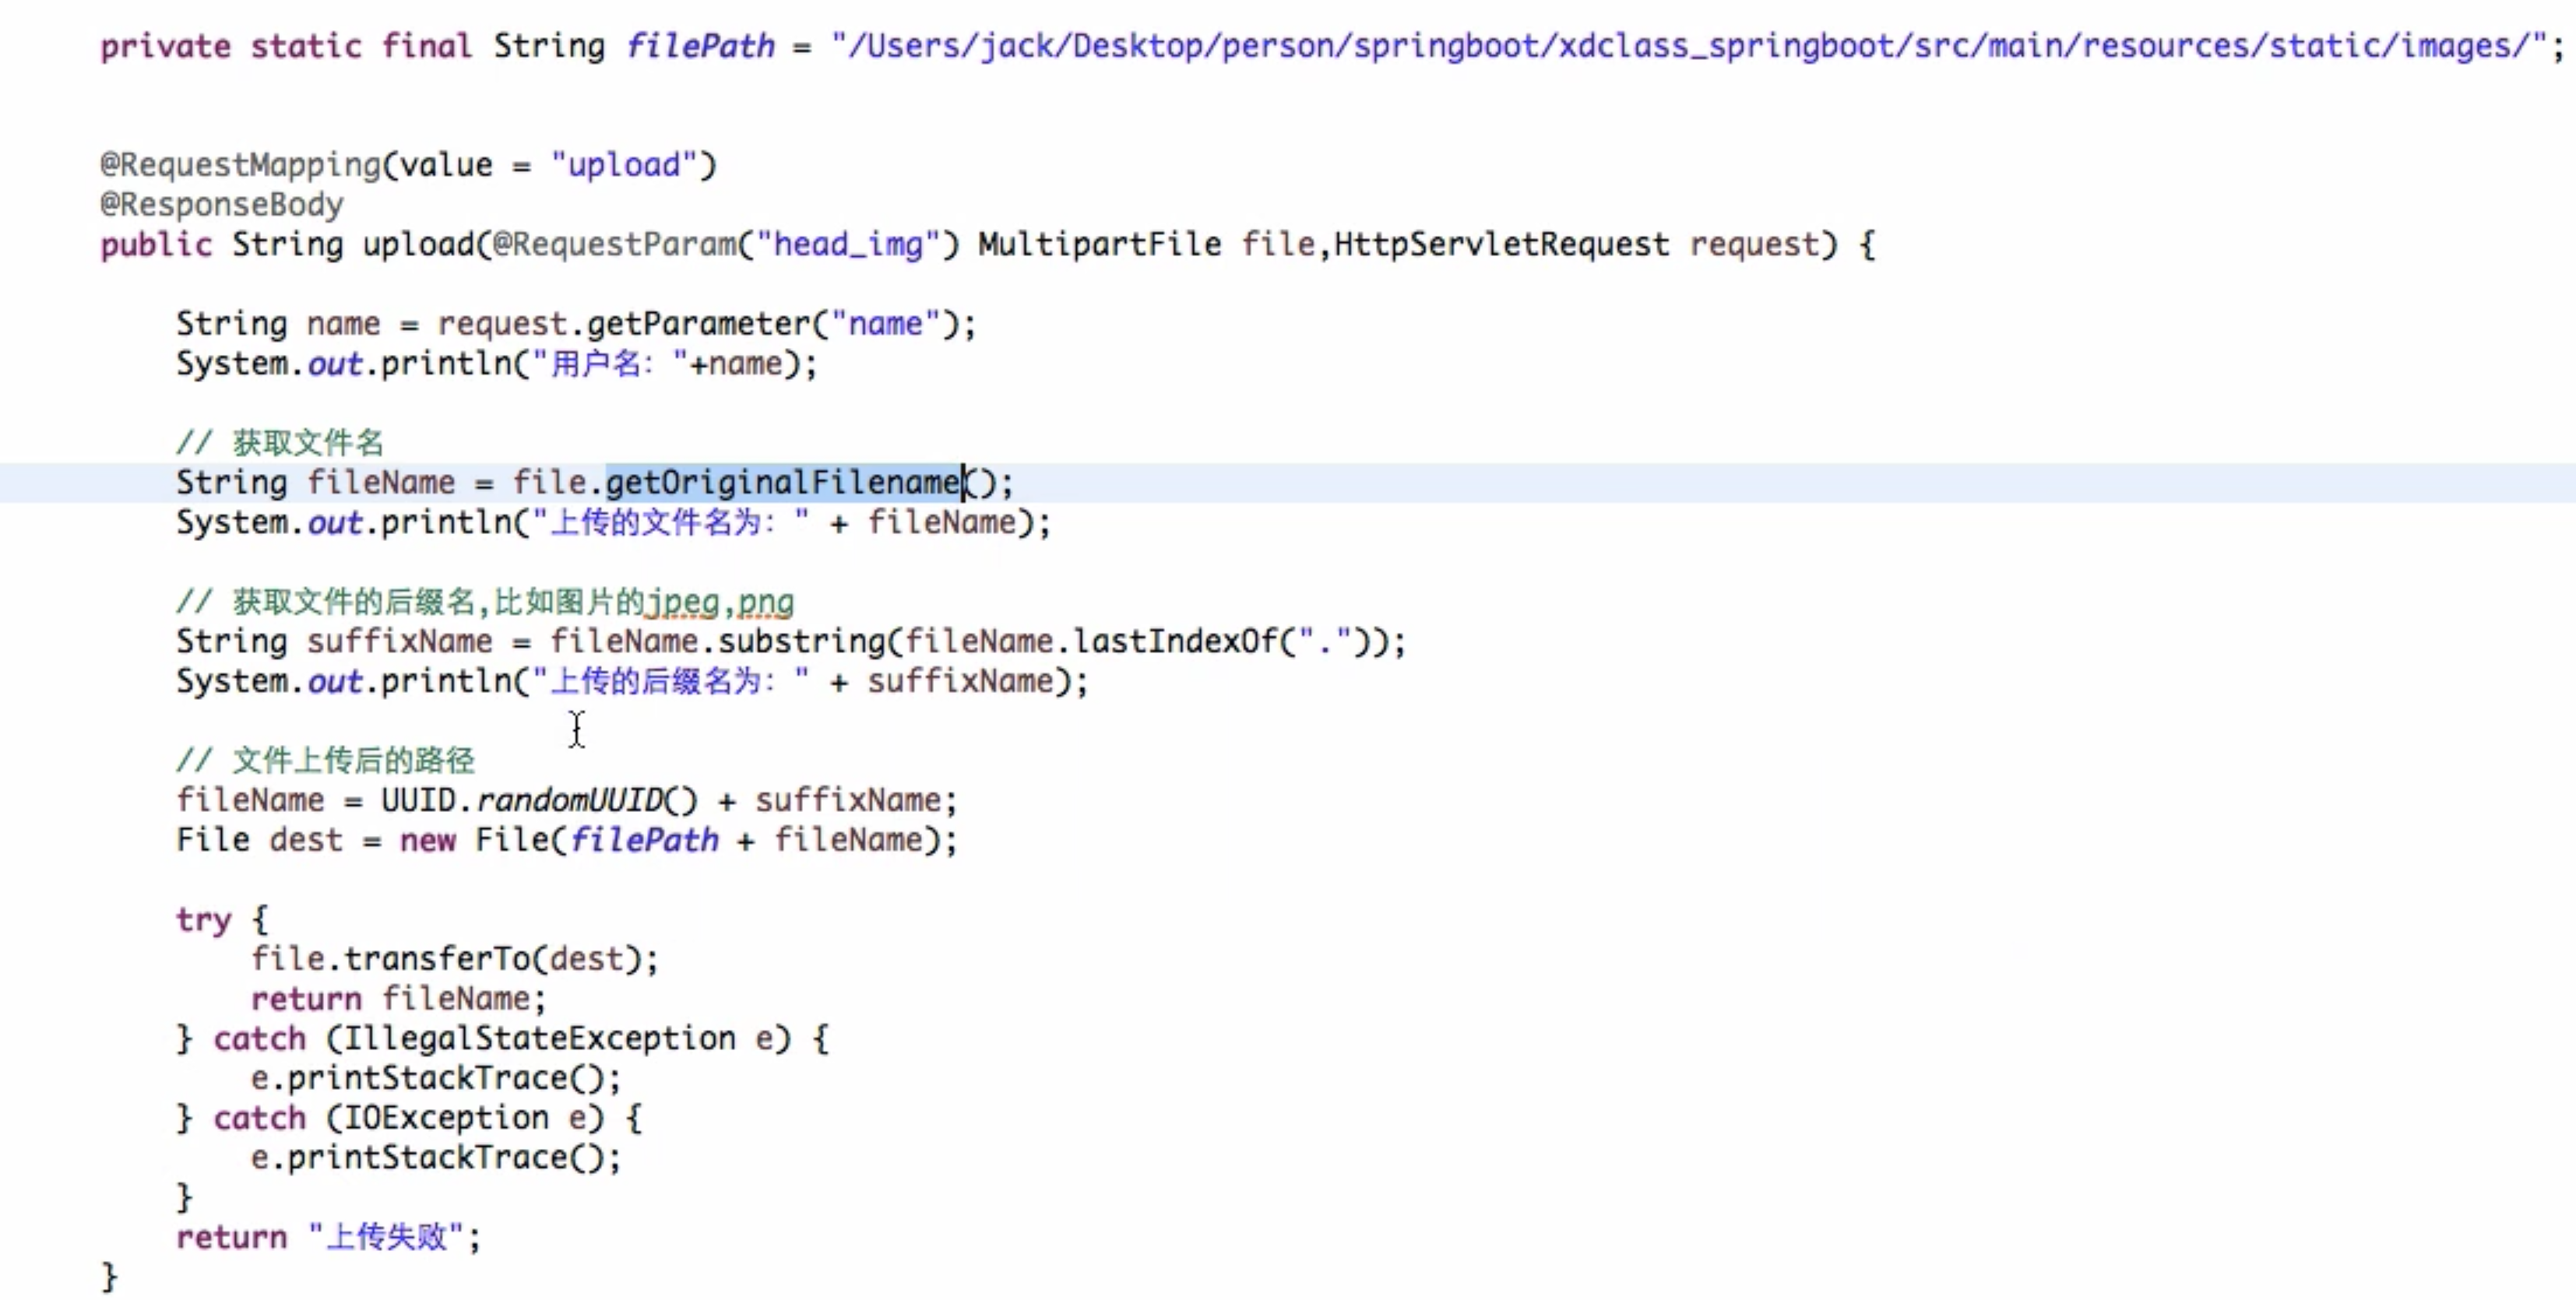 private static final String filePath = "/Users/jack/Desktop/person/springboot/xdclass_springboot/src/main/resources/static/images/";
@RequestMapping(value = "upload")
@ResponseBody
public String upload(@RequestParam("head_img") MultipartFile file,HttpServletRequest request) {
String name = request.getParameter("name");
System.out.println("用户名："+name);
// 获取文件名
String fileName = file.getOriginalFilename();
System.out.println("上传的文件名为：" + fileName);
// 获取文件的后缀名,比如图片的jpeg,png
String suffixName = fileName.substring(fileName.lastIndexOf("."));
System.out.println("上传的后缀名为：" + suffixName);
// 文件上传后的路径
fileName = UUID.randomUUID() + suffixName;
File dest = new File(filePath + fileName);
try {
file.transferTo(dest);
return fileName;
} catch (IllegalStateException e) {
e.printStackTrace();
} catch (IOException e) {
e.printStackTrace();
}
return "上传失败";
}